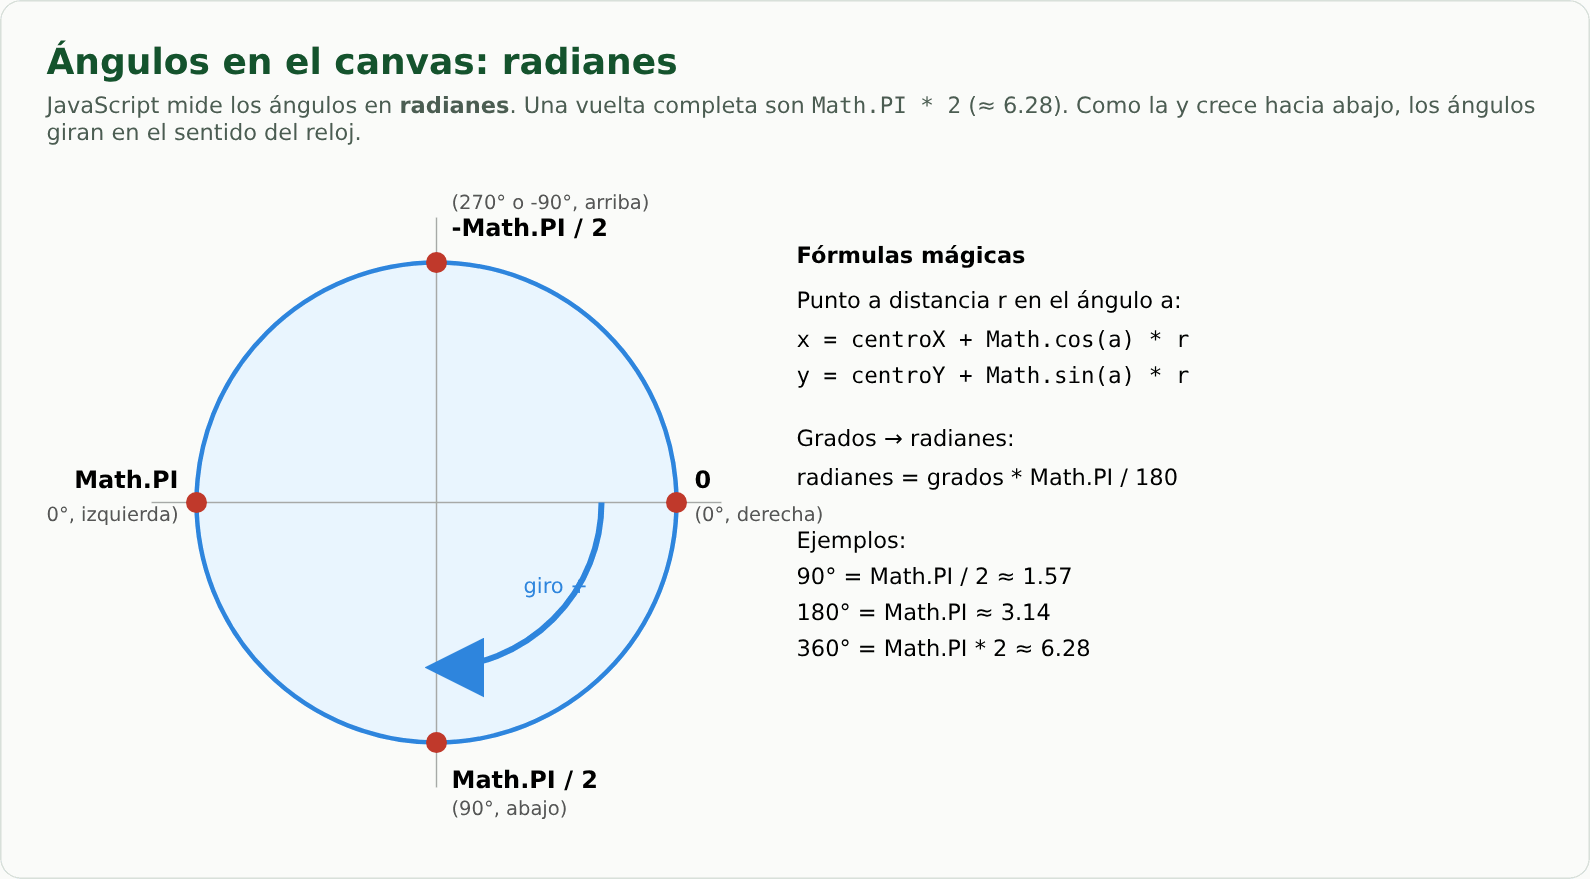 Ángulos en el canvas: radianes
JavaScript mide los ángulos en radianes. Una vuelta completa son Math.PI * 2 (≈ 6.28). Como la y crece hacia abajo, los ángulos
giran en el sentido del reloj.
(270° o -90°, arriba)
-Math.PI / 2
Math.PI
0°, izquierda)
0
(0°, derecha)
giro +
Math.PI / 2
(90°, abajo)
Fórmulas mágicas
Punto a distancia r en el ángulo a:
x = centroX + Math.cos(a) * r
y = centroY + Math.sin(a) * r
Grados → radianes:
radianes = grados * Math.PI / 180
Ejemplos:
90° = Math.PI / 2 ≈ 1.57
180° = Math.PI ≈ 3.14
360° = Math.PI * 2 ≈ 6.28